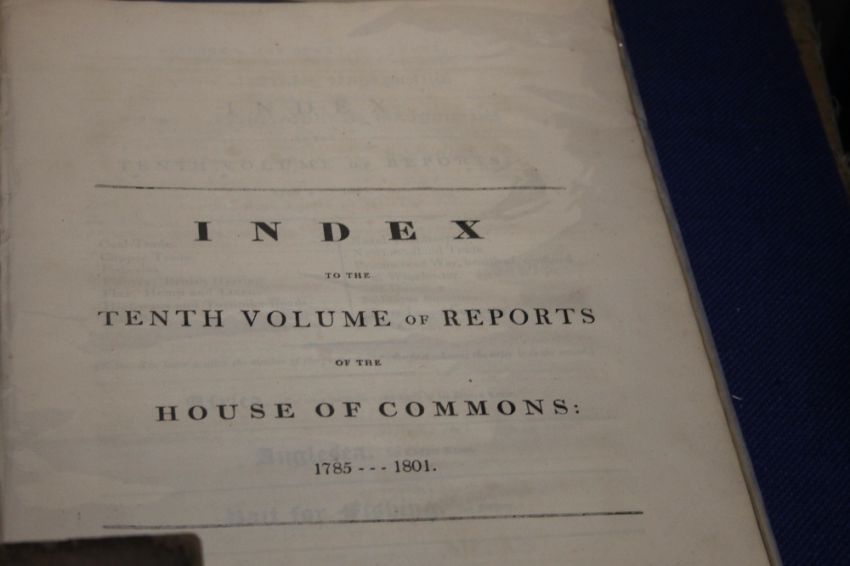 INDEX
TO THE
TENTH VOLUME OF REPORTS
OF THE
HOUSE OF COMMONS:
1785 --- 1801.